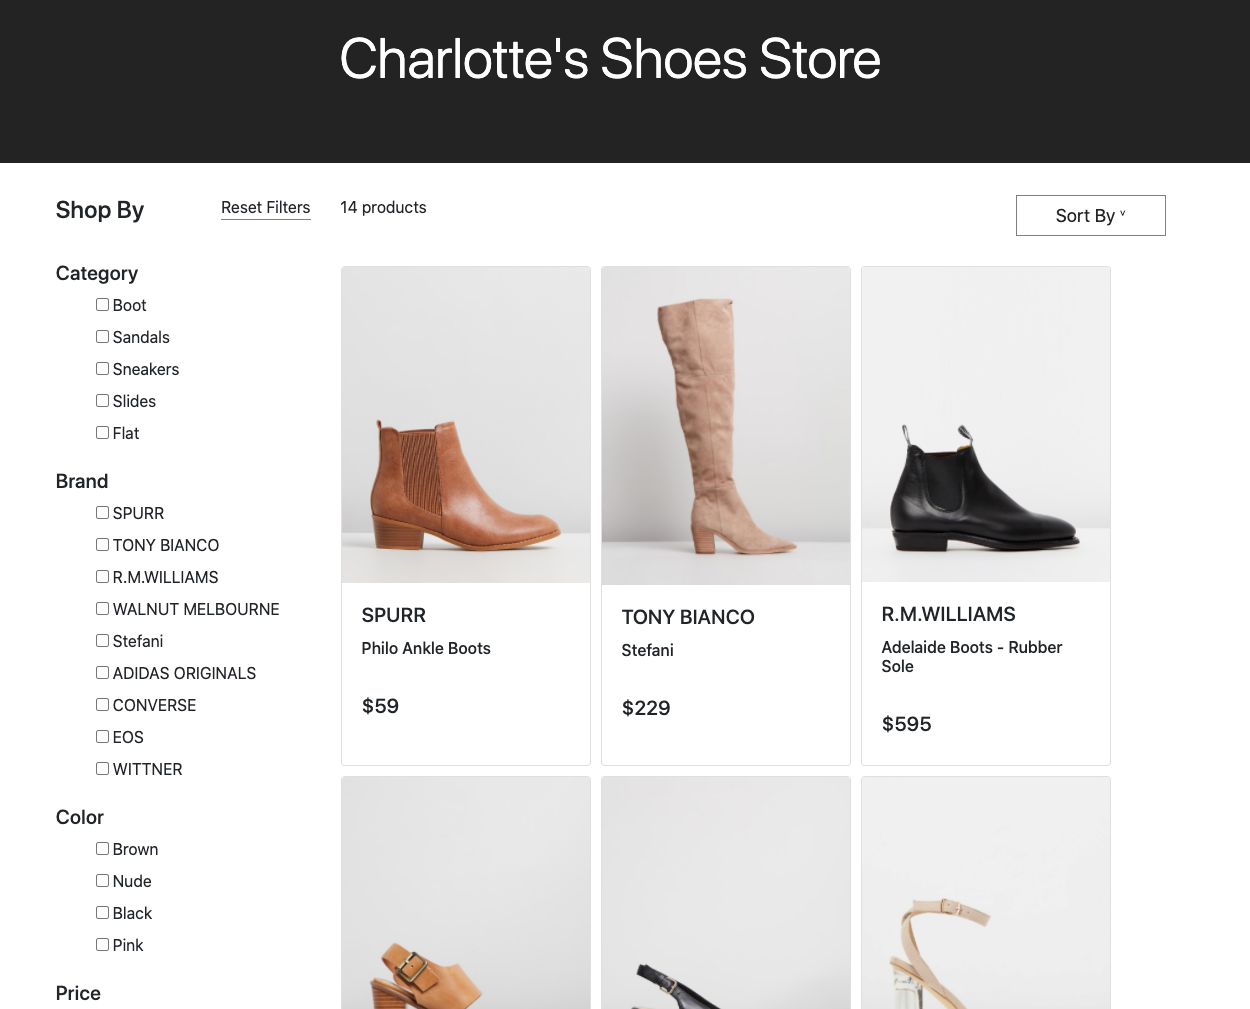 Charlotte's Shoes Store
Shop By
Reset Filters
14 products
Sort By ᵛ
Category
Boot
Sandals
Sneakers
Slides
Flat
Brand
SPURR
TONY BIANCO
R.M.WILLIAMS
WALNUT MELBOURNE
Stefani
ADIDAS ORIGINALS
CONVERSE
EOS
WITTNER
Color
Brown
Nude
Black
Pink
Price
SPURR
Philo Ankle Boots
$59
TONY BIANCO
Stefani
$229
R.M.WILLIAMS
Adelaide Boots - Rubber
Sole
$595